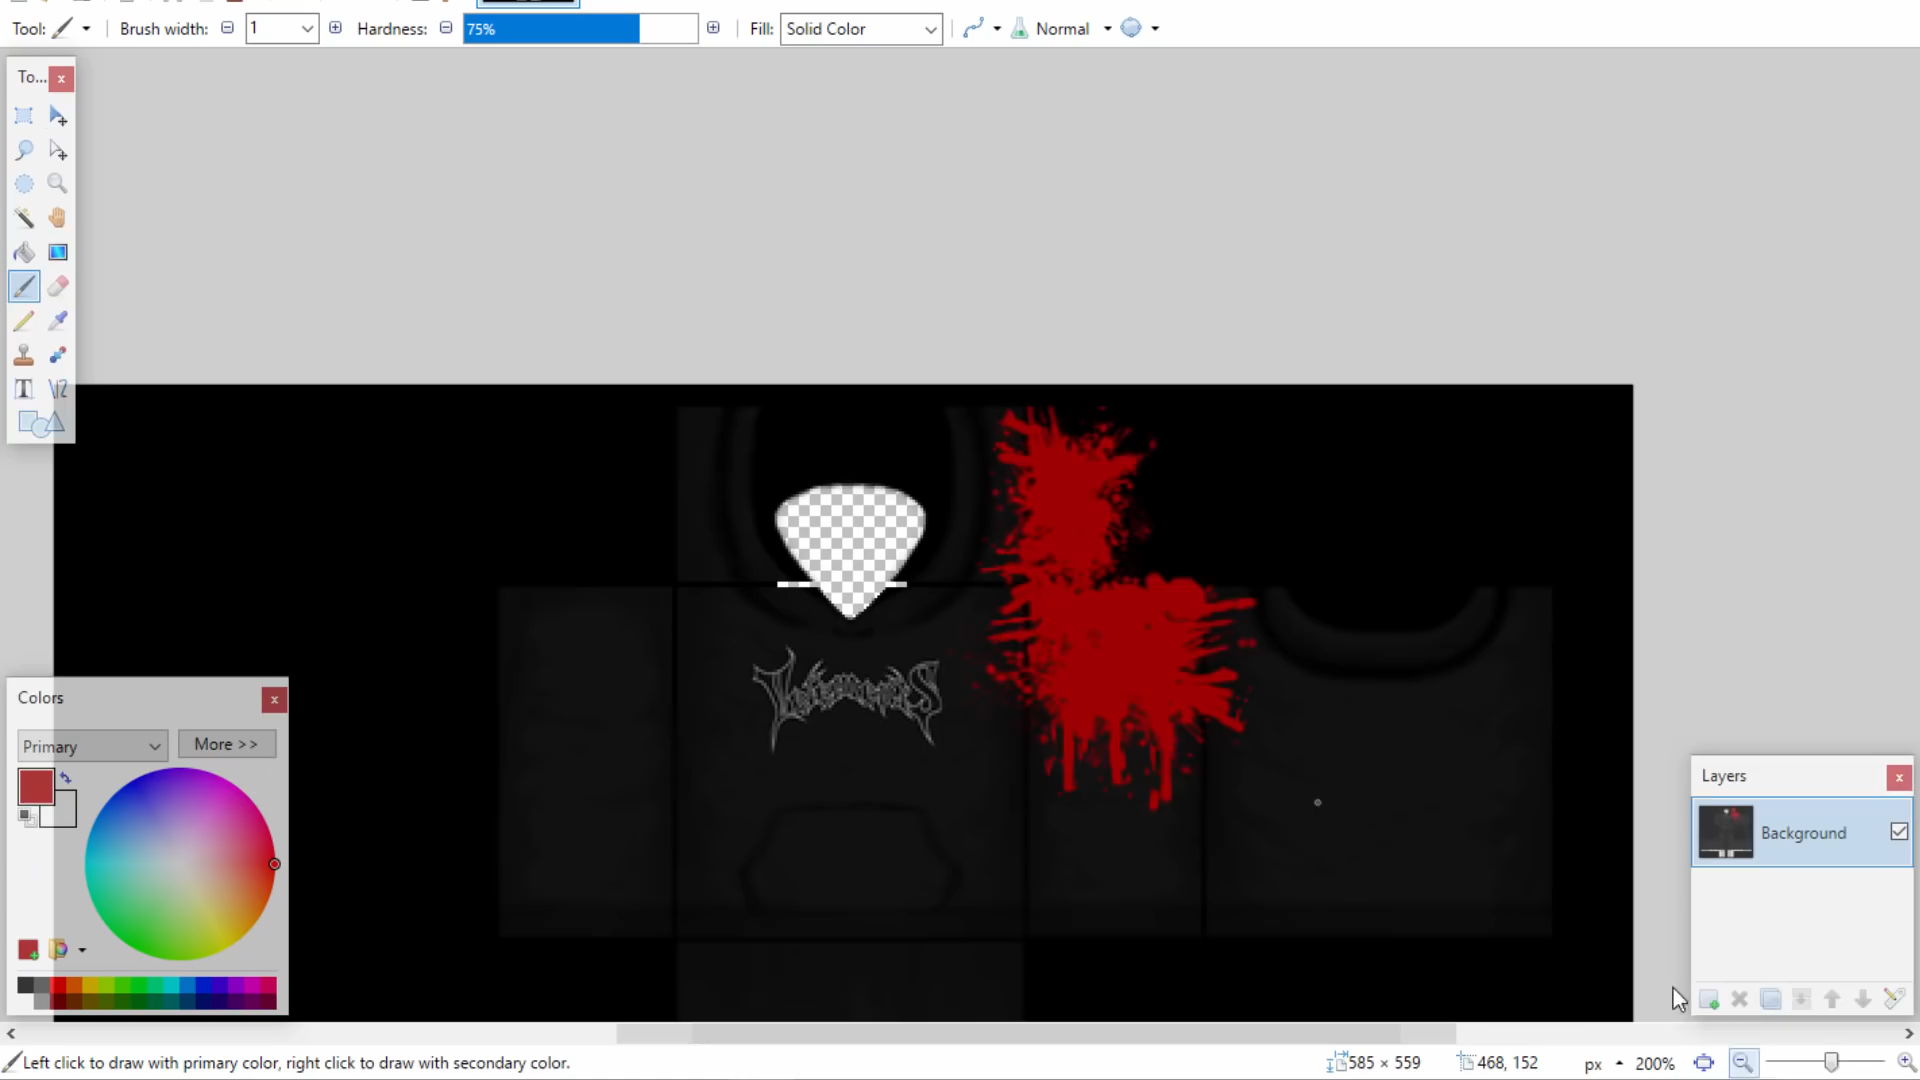 Tool:
Brush width:
1
Hardness:
75%
Fill:
Solid Color
Normal
To...
x
Colors
x
Primary
More >>
Layers
x
Background
Left click to draw with primary color, right click to draw with secondary color.
585 × 559
468, 152
px
200%